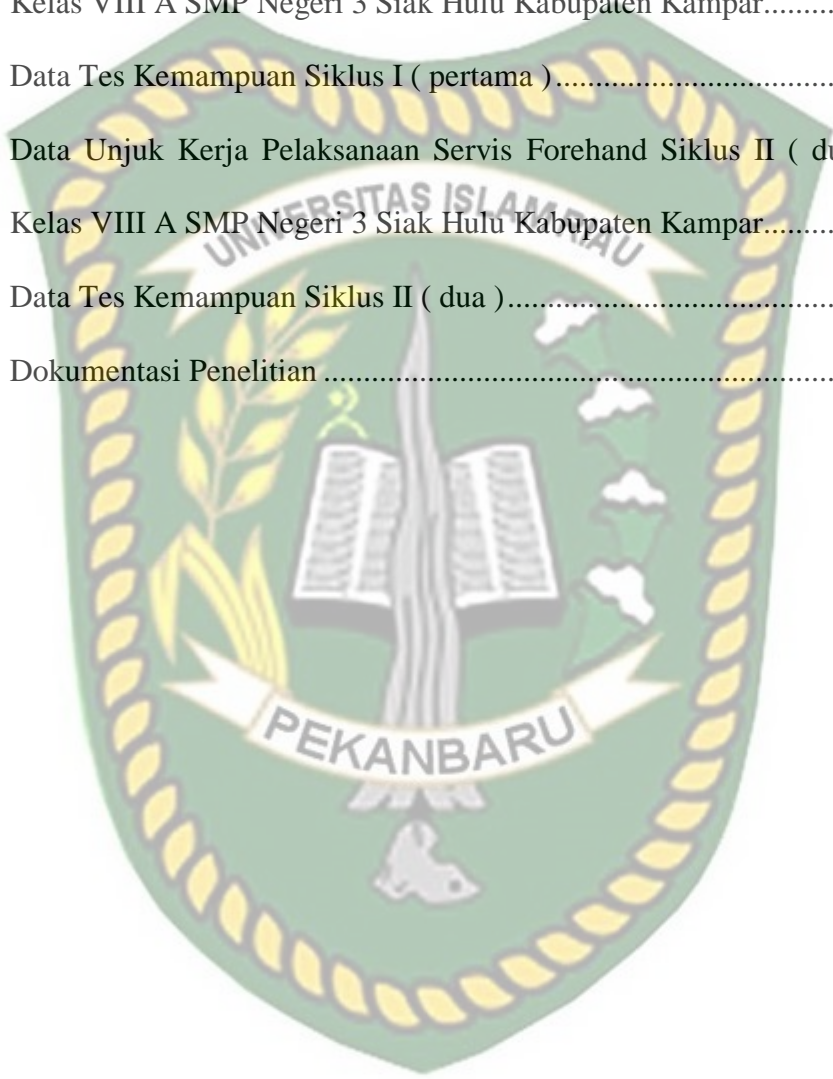 Kelas VIII A SMP Negeri 3 Siak Hulu Kabupaten Kampar..........
Data Tes Kemampuan Siklus I ( pertama )....................................
Data Unjuk Kerja Pelaksanaan Servis Forehand Siklus II (
UNIVERSITAS ISLAM RIAU
Kelas VIII A SMP Negeri 3 Siak Hulu Kabupaten Kampar..........
Data Tes Kemampuan Siklus II ( dua )..........................................
Dokumentasi Penelitian ..............................................................
PEKANBARU